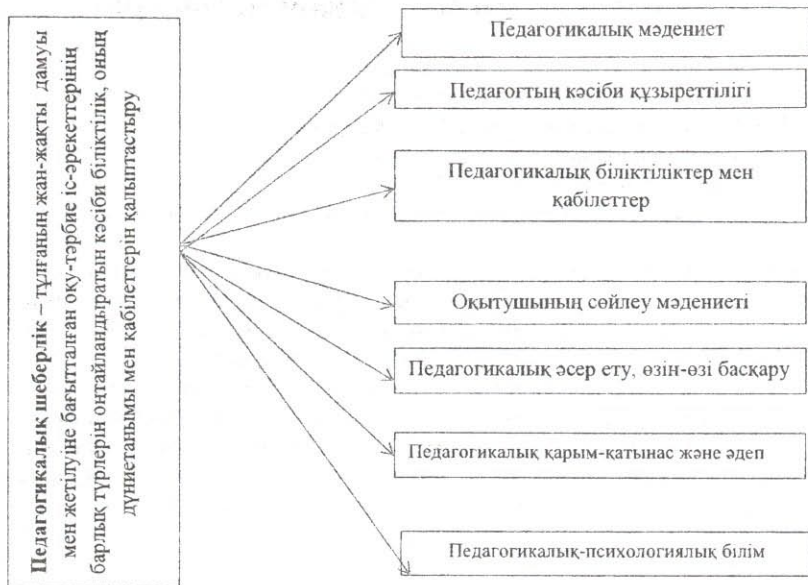 Педагогикалық шеберлік – тұлғаның жан-жақты дамуы
мен жетілуіне бағытталған оқу-тәрбие іс-әрекеттерінің
барлық түрлерін онтайландыратын кәсіби біліктілік, оның
дүниетанымы мен қабілеттерін қалыптастыру
Педагогикалық мәдениет
Педагогтың кәсіби құзыреттілігі
Педагогикалық біліктіліктер мен
қабілеттер
Оқытушының сөйлеу мәдениеті
Педагогикалық әсер ету, өзін-өзі басқару
Педагогикалық қарым-қатынас және әдеп
Педагогикалық-психологиялық білім